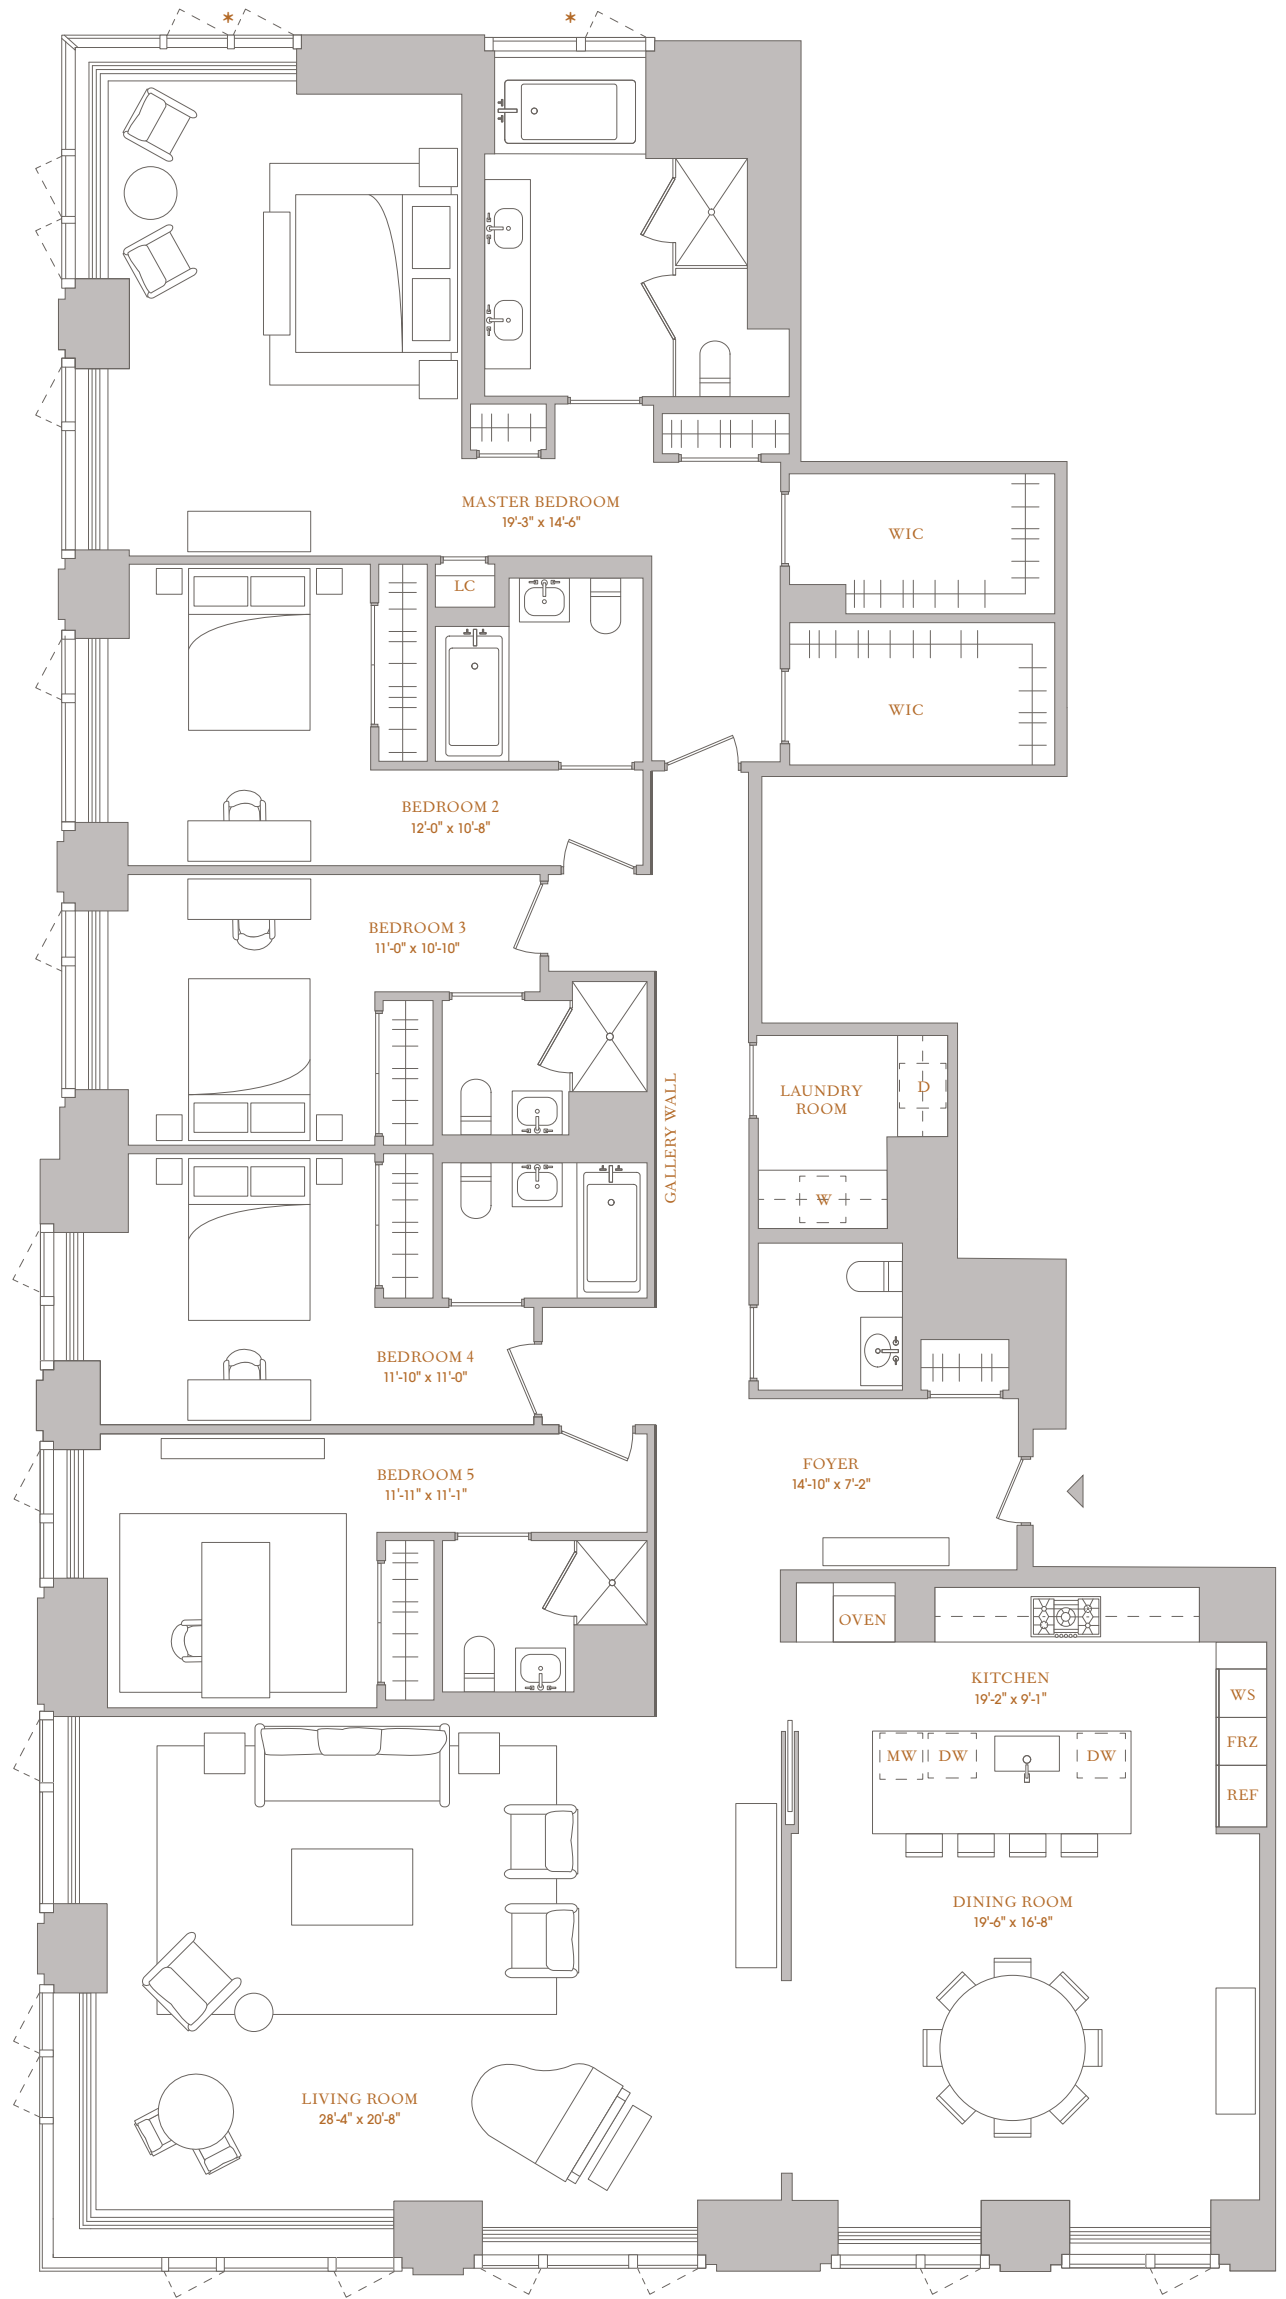 *
*
MASTER BEDROOM
19'-3" x 14'-6"
WIC
LC
WIC
BEDROOM 2
12'-0" x 10'-8"
BEDROOM 3
11'-0" x 10'-10"
GALLERY WALL
LAUNDRY
ROOM
D
W
BEDROOM 4
11'-10" x 11'-0"
BEDROOM 5
11'-11" x 11'-1"
FOYER
14'-10" x 7'-2"
OVEN
KITCHEN
19'-2" x 9'-1"
WS
FRZ
REF
MW
DW
DW
DINING ROOM
19'-6" x 16'-8"
LIVING ROOM
28'-4" x 20'-8"